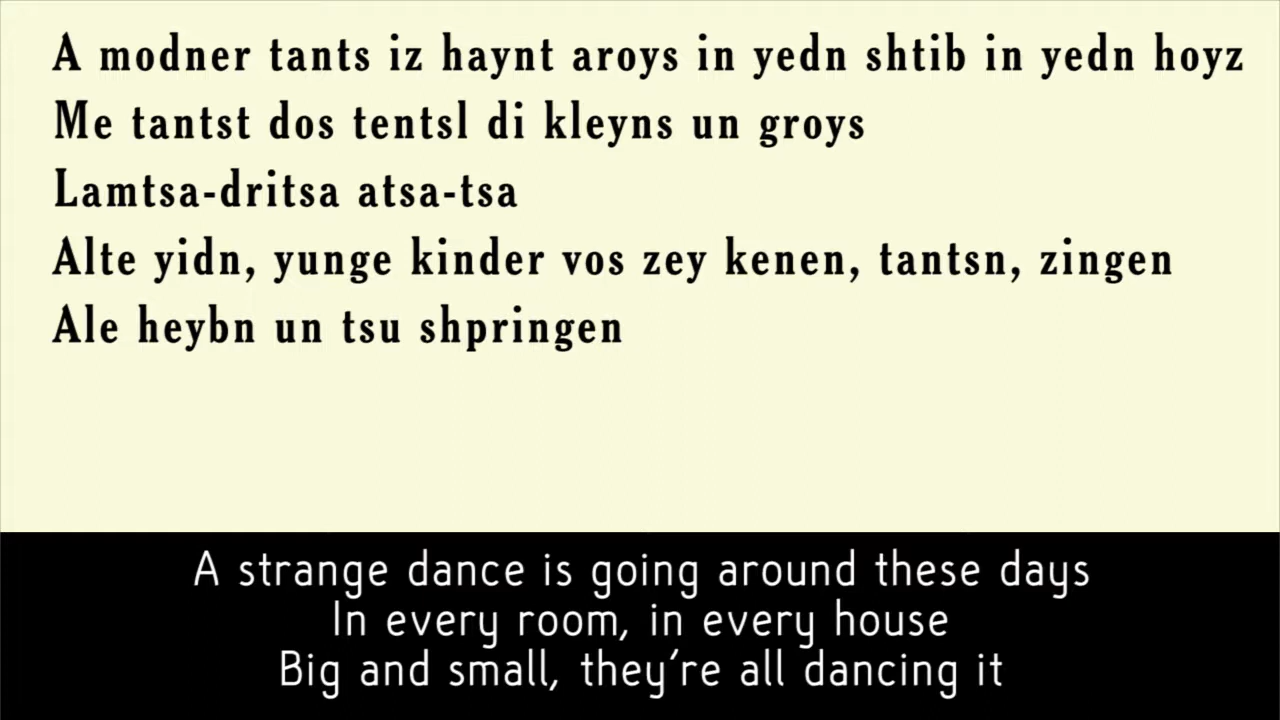 A modner tants iz haynt aroys in yedn shtib in yedn hoyz
Me tantst dos tentsl di kleyns un groys
Lamtsa-dritsa atsa-tsa
Alte yidn, yunge kinder vos zey kenen, tantsn, zingen
Ale heybn un tsu shpringen
A strange dance is going around these days
In every room, in every house
Big and small, they're all dancing it